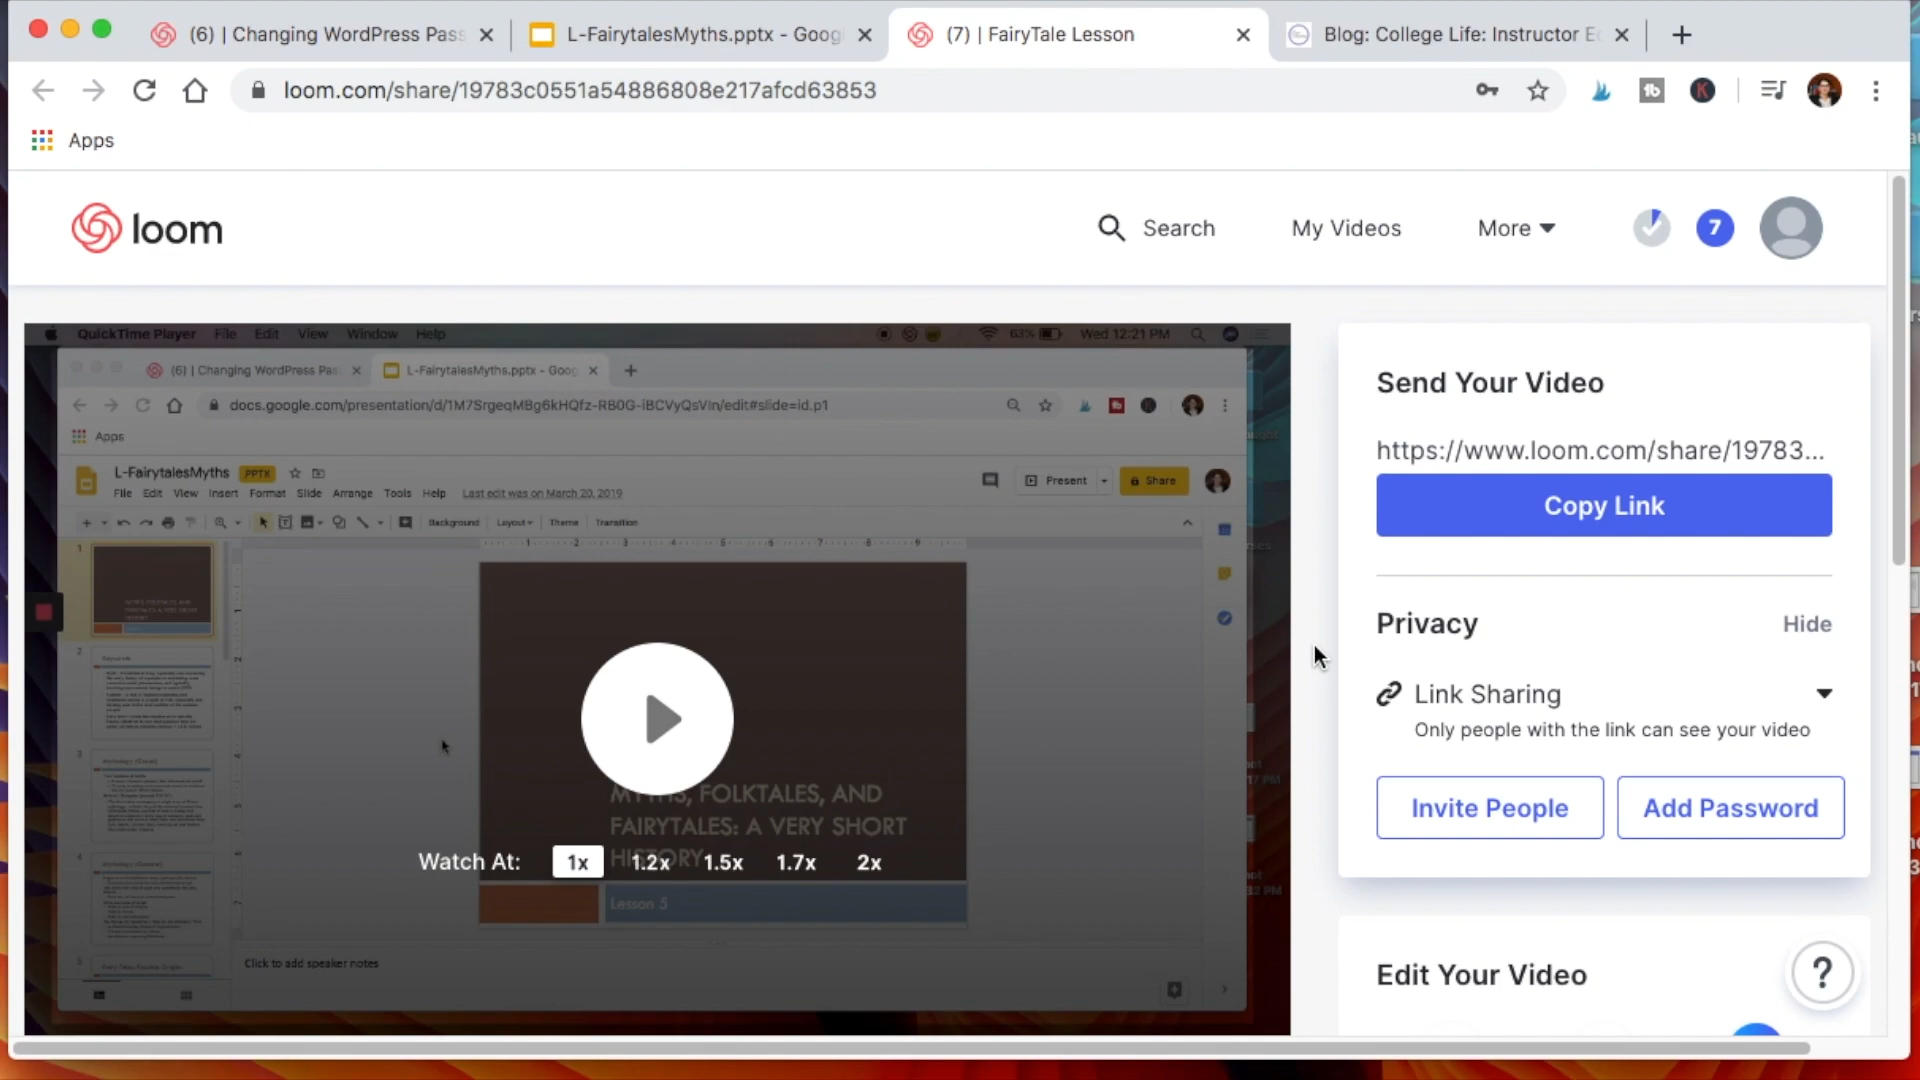 (6) | Changing WordPress Pass
L-FairytalesMyths.pptx - Goog
(7) | FairyTale Lesson
Blog: College Life: Instructor E
loom.com/share/19783c0551a54886808e217afcd63853
Apps
loom
Search
My Videos
More
7
QuickTime Player File Edit View Window Help
63%
Wed 12:21 PM
(6) | Changing WordPress Pas
L-FairytalesMyths.pptx - Goog
docs.google.com/presentation/d/1M7SrgeqMBg6kHQfz-RB0G-iBCVyQsVIn/edit#slide=id.p1
Apps
L-FairytalesMyths .PPTX
File Edit View Insert Format Slide Arrange Tools Help Last edit was on March 20, 2019
Present
Share
Background Layout Theme Transition
MYTHS, FOLKTALES, AND
FAIRYTALES: A VERY SHORT
HISTORY
Watch At: 1x 1.2x 1.5x 1.7x 2x
Lesson 5
Click to add speaker notes
Send Your Video
https://www.loom.com/share/19783...
Copy Link
Privacy
Hide
Link Sharing
Only people with the link can see your video
Invite People
Add Password
Edit Your Video
?